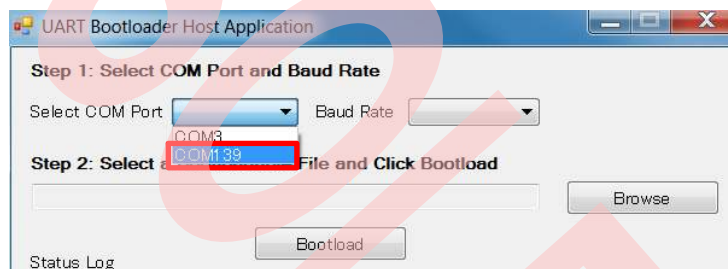 UART Bootloader Host Application
Step 1: Select COM Port and Baud Rate
Select COM Port Baud Rate
COM3
COM139
Step 2: Select a File and Click Bootload
Browse
Bootload
Status Log